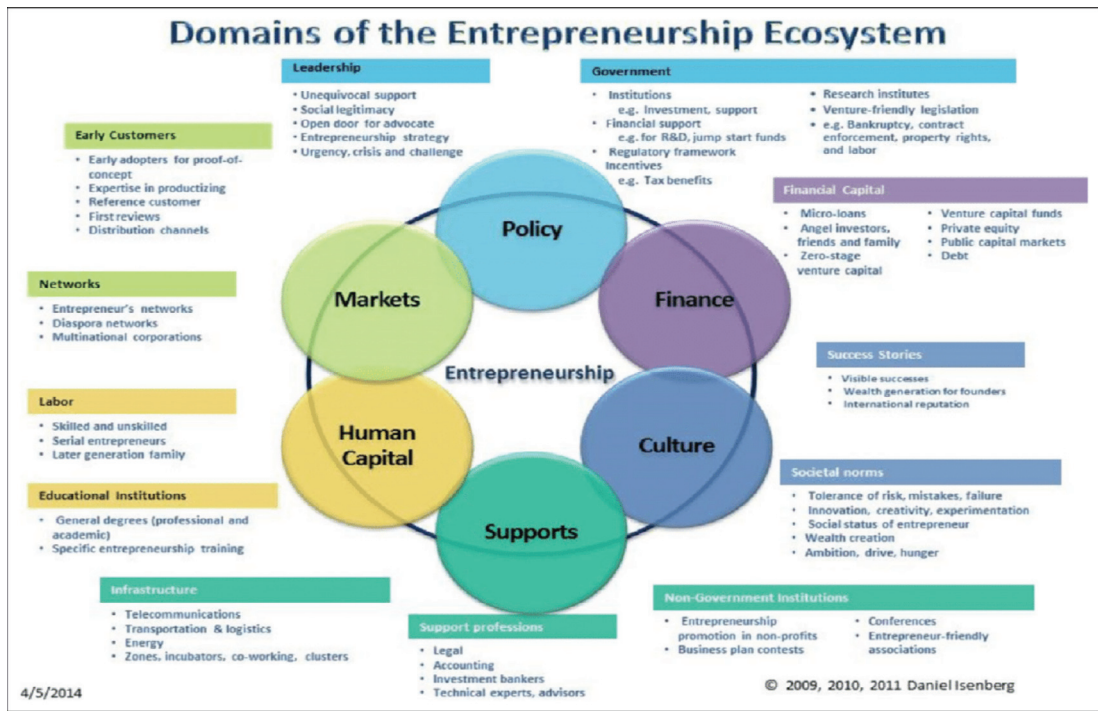 Domains of the Entrepreneurship Ecosystem
Leadership
• Unequivocal support
• Social legitimacy
• Open door for advocate
• Entrepreneurship strategy
• Urgency, crisis and challenge
Government
• Institutions
e.g. Investment, support
• Financial support
e.g. for R&D, jump start funds
• Regulatory framework
Incentives
e.g. Tax benefits
• Research institutes
• Venture-friendly legislation
• e.g. Bankruptcy, contract
enforcement, property rights,
and labor
Early Customers
• Early adopters for proof-of-
concept
• Expertise in productizing
• Reference customer
• First reviews
• Distribution channels
Financial Capital
• Micro-loans
• Angel investors,
friends and family
• Zero-stage
venture capital
• Venture capital funds
• Private equity
• Public capital markets
• Debt
Networks
• Entrepreneur's networks
• Diaspora networks
• Multinational corporations
Policy
Markets
Finance
Entrepreneurship
Human
Capital
Culture
Supports
Success Stories
• Visible successes
• Wealth generation for founders
• International reputation
Labor
• Skilled and unskilled
• Serial entrepreneurs
• Later generation family
Societal norms
• Tolerance of risk, mistakes, failure
• Innovation, creativity, experimentation
• Social status of entrepreneur
• Wealth creation
• Ambition, drive, hunger
Educational Institutions
• General degrees (professional and
academic)
• Specific entrepreneurship training
Infrastructure
• Telecommunications
• Transportation & logistics
• Energy
• Zones, incubators, co-working, clusters
Support professions
• Legal
• Accounting
• Investment bankers
• Technical experts, advisors
Non-Government Institutions
• Entrepreneurship
promotion in non-profits
• Business plan contests
• Conferences
• Entrepreneur-friendly
associations
4/5/2014
© 2009, 2010, 2011 Daniel Isenberg